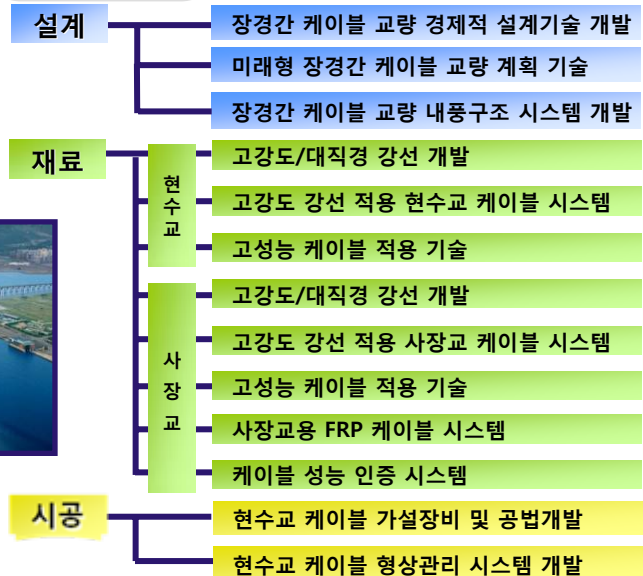 설계
장경간 케이블 교량 경제적 설계기술 개발
미래형 장경간 케이블 교량 계획 기술
장경간 케이블 교량 내풍구조 시스템 개발
재료
현수교
고강도/대직경 강선 개발
고강도 강선 적용 현수교 케이블 시스템
고성능 케이블 적용 기술
사장교
고강도/대직경 강선 개발
고강도 강선 적용 사장교 케이블 시스템
고성능 케이블 적용 기술
사장교용 FRP 케이블 시스템
케이블 성능 인증 시스템
시공
현수교 케이블 가설장비 및 공법개발
현수교 케이블 형상관리 시스템 개발